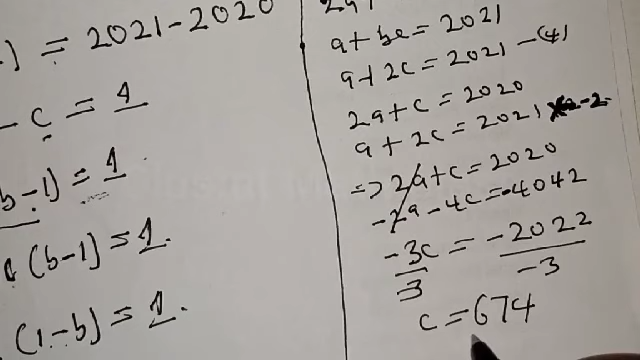 ) = 2021-2020
- c = 1
b-1) = 1
(b-1) = 1.
(1-b) = 1.
a+bc = 2021
a+2c = 2021 -(4)
2a+c = 2020
a+2c = 2021 x-2
=> 2a+c = 2020
-2a-4c = -4042
-3c = -2022
3 -3
c = 674